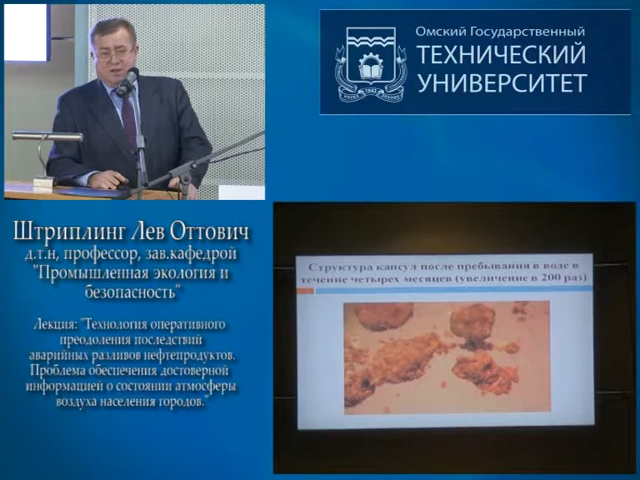 Омский Государственный
ТЕХНИЧЕСКИЙ
УНИВЕРСИТЕТ
1942
Штриплинг Лев Оттович
д.т.н, профессор, зав.кафедрой
"Промышленная экология и
безопасность"
Лекция: "Технология оперативного
преодоления последствий
аварийных разливов нефтепродуктов.
Проблема обеспечения достоверной
информацией о состоянии атмосферы
воздуха населения городов."
Структура капсул после пребывания в воде в
течение четырех месяцев (увеличение в 200 раз)